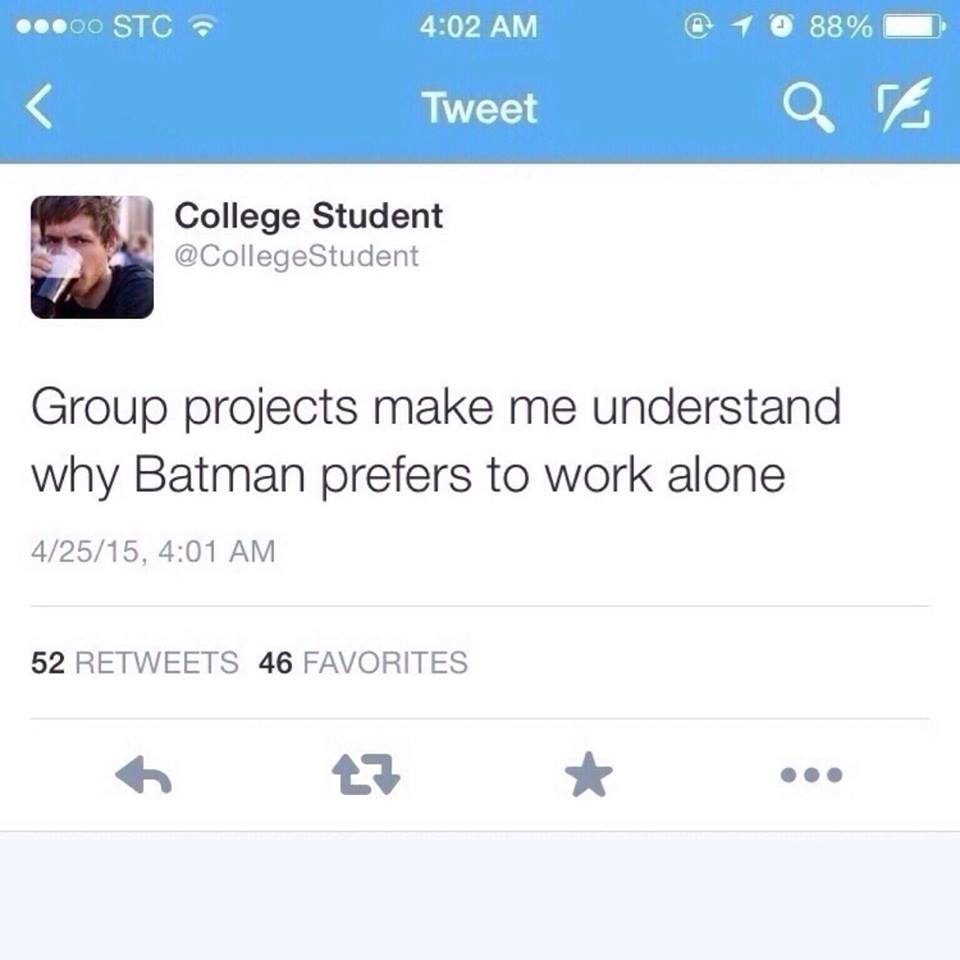 STC 4:02 AM 88%
Tweet
College Student
@CollegeStudent
Group projects make me understand
why Batman prefers to work alone
4/25/15, 4:01 AM
52 RETWEETS 46 FAVORITES